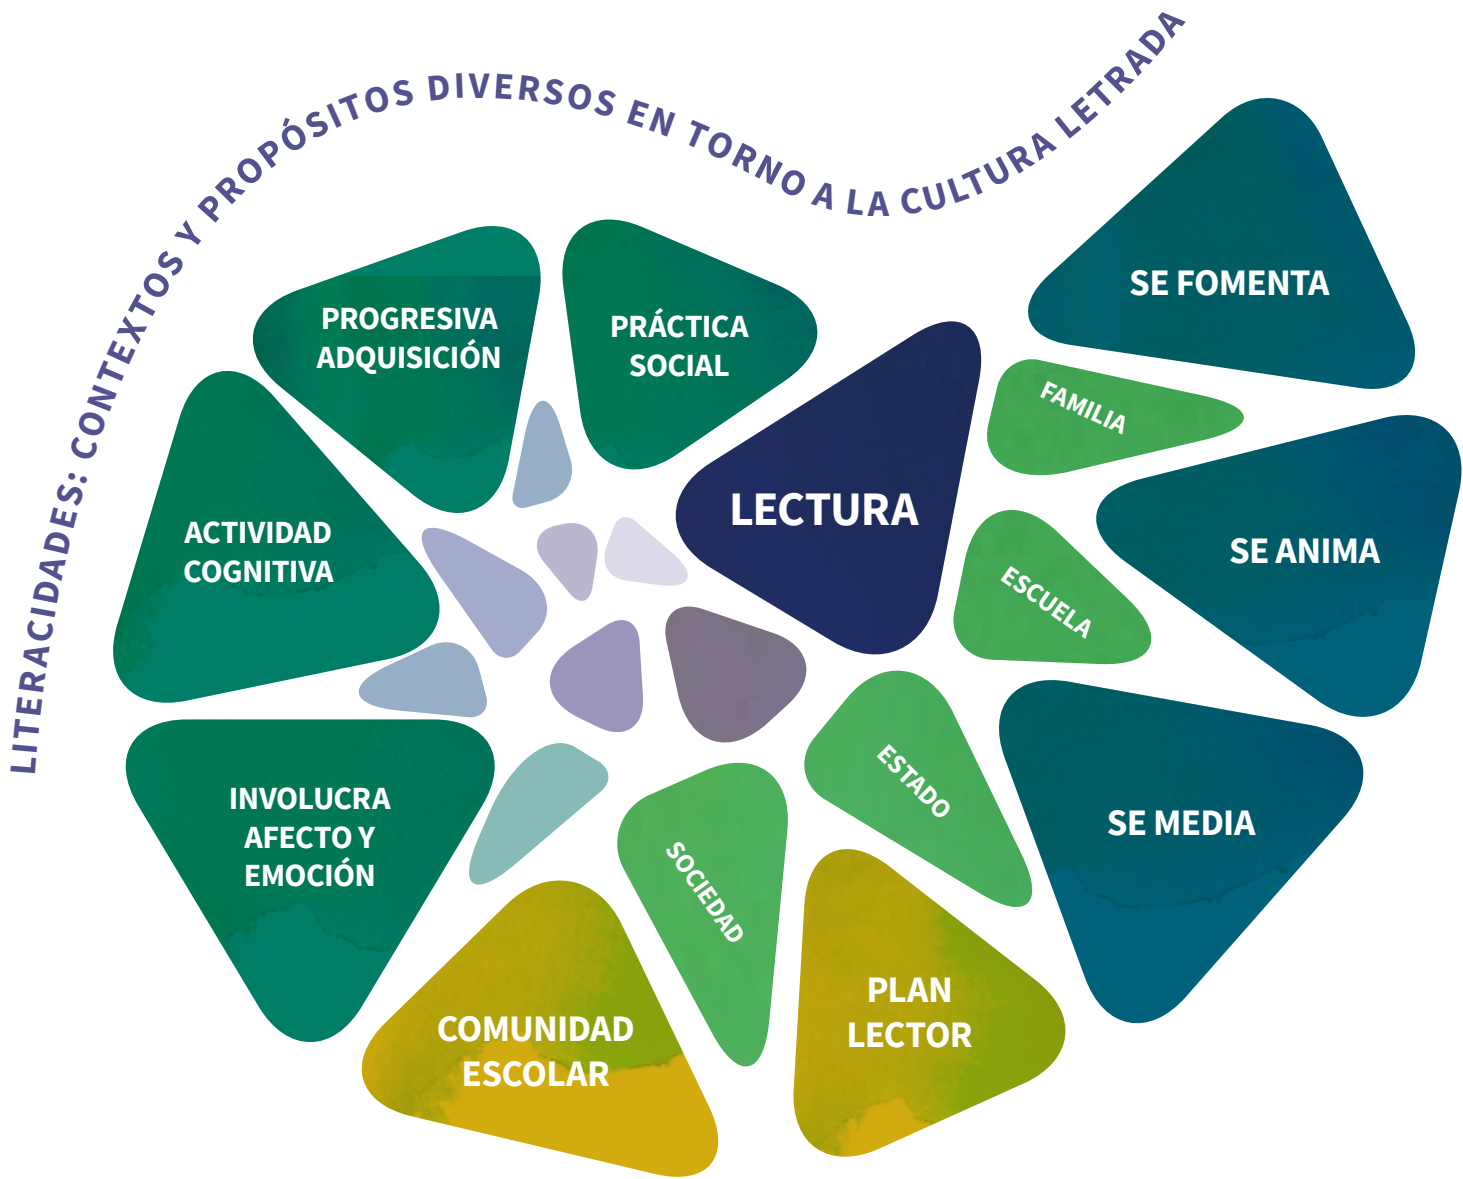 LITERACIDADES: CONTEXTOS Y PROPÓSITOS DIVERSOS EN TORNO A LA CULTURA LETRADA
PROGRESIVA
ADQUISICIÓN
PRÁCTICA
SOCIAL
SE FOMENTA
FAMILIA
LECTURA
ACTIVIDAD
COGNITIVA
SE ANIMA
ESCUELA
INVOLUCRA
AFECTO Y
EMOCIÓN
ESTADO
SE MEDIA
SOCIEDAD
COMUNIDAD
ESCOLAR
PLAN
LECTOR